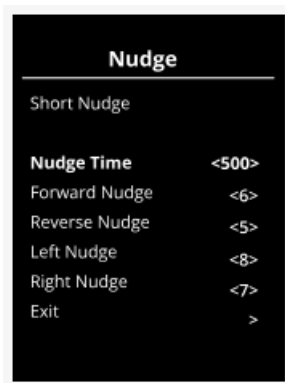 Nudge
Short Nudge
Nudge Time <500>
Forward Nudge <6>
Reverse Nudge <5>
Left Nudge <8>
Right Nudge <7>
Exit >